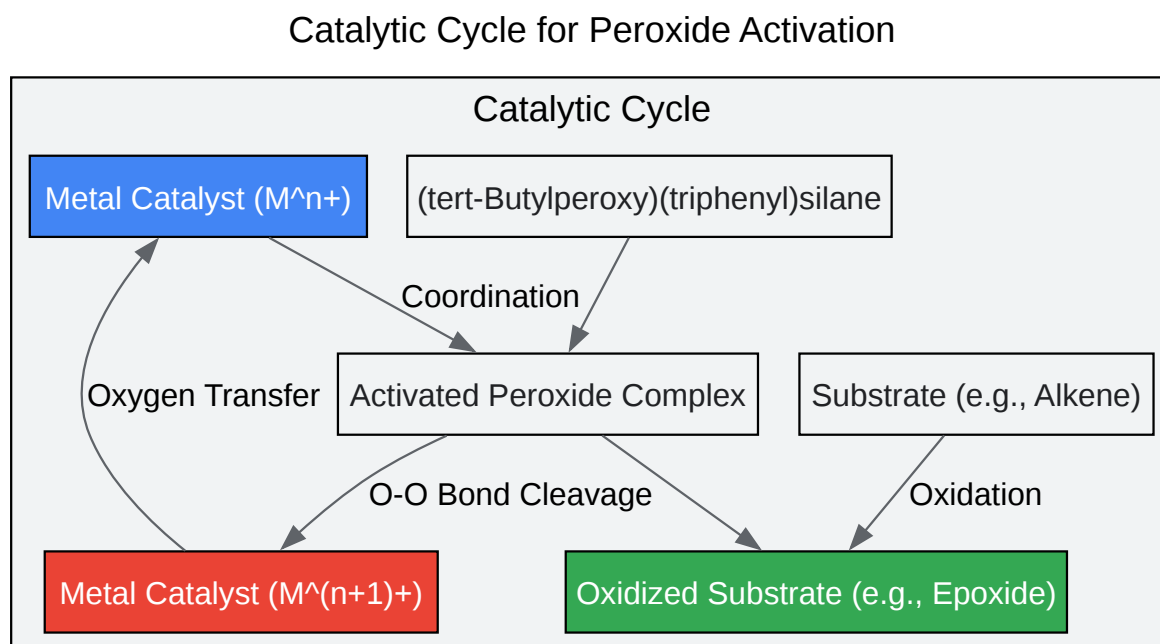 Catalytic Cycle for Peroxide Activation
Catalytic Cycle
Metal Catalyst (M^n+)
(tert-Butylperoxy)(triphenyl)silane
Coordination
Oxygen Transfer
Activated Peroxide Complex
Substrate (e.g., Alkene)
O-O Bond Cleavage
Oxidation
Metal Catalyst (M^(n+1)+)
Oxidized Substrate (e.g., Epoxide)